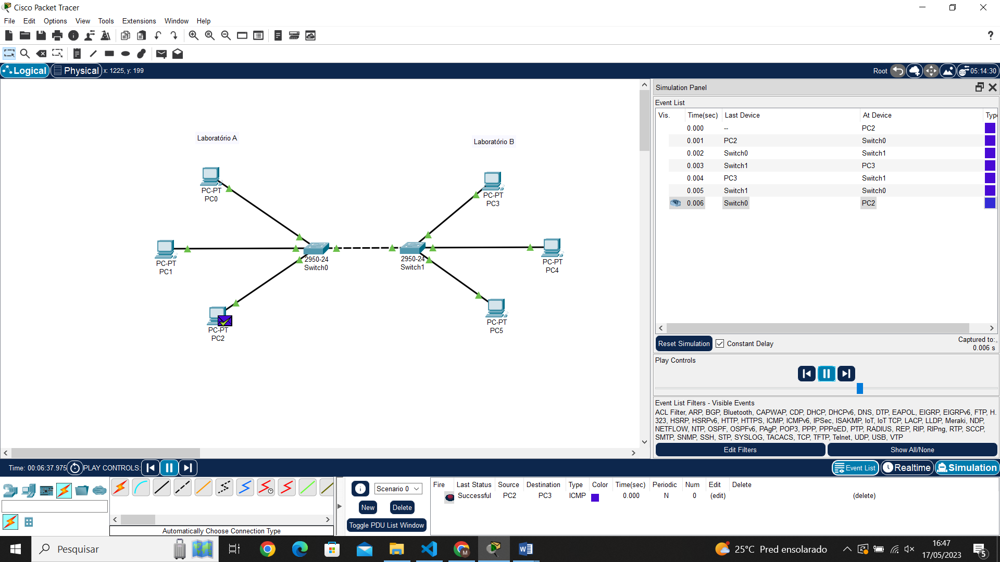 Cisco Packet Tracer
File Edit Options View Tools Extensions Window Help
Logical Physical x: 1225, y: 199 Root 05:14:30
Laboratório A
Laboratório B
PC-PT
PC0
PC-PT
PC3
PC-PT
PC1
2950-24
Switch0
2950-24
Switch1
PC-PT
PC4
PC-PT
PC2
PC-PT
PC5
Simulation Panel
Event List
Vis. Time(sec) Last Device At Device Type
0.000 -- PC2
0.001 PC2 Switch0
0.002 Switch0 Switch1
0.003 Switch1 PC3
0.004 PC3 Switch1
0.005 Switch1 Switch0
0.006 Switch0 PC2
Reset Simulation Constant Delay
Captured to:
0.006 s
Play Controls
Event List Filters - Visible Events
ACL Filter, ARP, BGP, Bluetooth, CAPWAP, CDP, DHCP, DHCPv6, DNS, DTP, EAPOL, EIGRP, EIGRPv6, FTP, H.
323, HSRP, HSRPv6, HTTP, HTTPS, ICMP, ICMPv6, IPSec, ISAKMP, IoT, IoT TCP, LACP, LLDP, Meraki, NDP,
NETFLOW, NTP, OSPF, OSPFv6, PAgP, POP3, PPP, PPPoED, PTP, RADIUS, REP, RIP, RIPng, RTP, SCCP,
SMTP, SNMP, SSH, STP, SYSLOG, TACACS, TCP, TFTP, Telnet, UDP, USB, VTP
Edit Filters Show All/None
Time: 00:06:37.975 PLAY CONTROLS: Event List Realtime Simulation
Automatically Choose Connection Type
Scenario 0
New Delete
Toggle PDU List Window
Fire Last Status Source Destination Type Color Time(sec) Periodic Num Edit Delete
Successful PC2 PC3 ICMP 0.000 N 0 (edit) (delete)
Pesquisar
25°C Pred ensolarado
16:47
17/05/2023
5